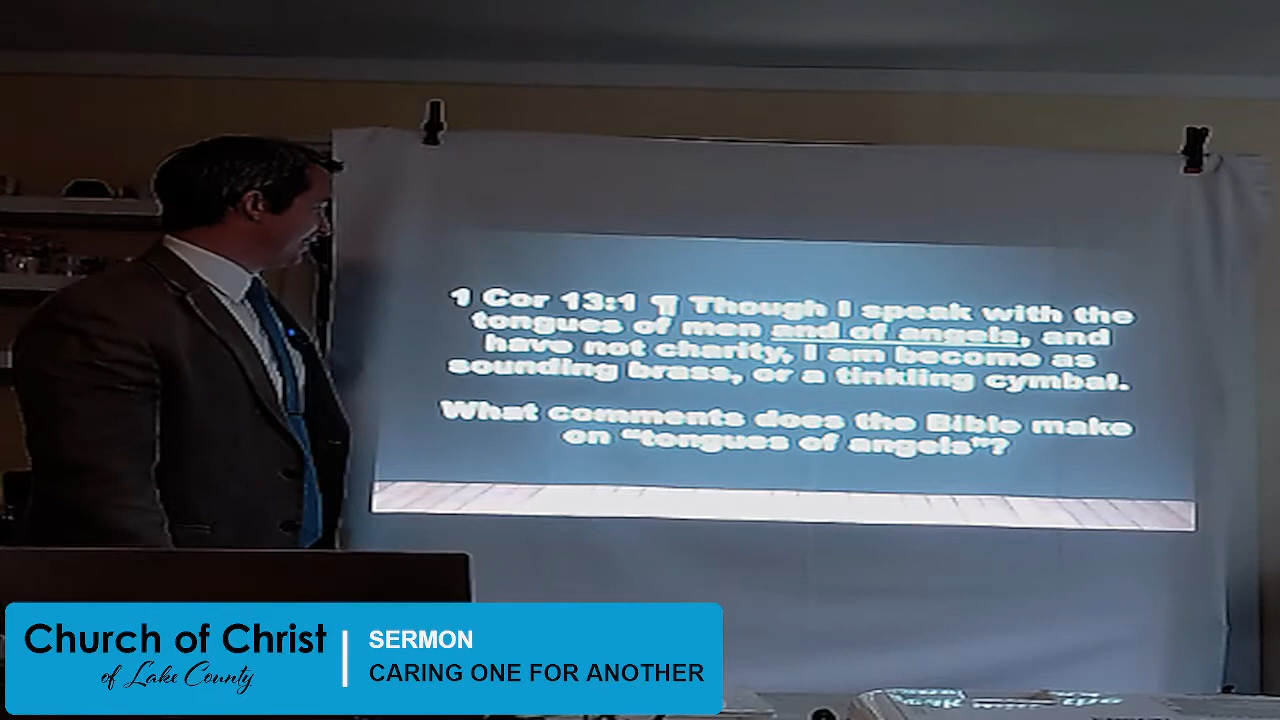 1 Cor 13:1 ¶ Though I speak with the
tongues of men and of angels, and
have not charity, I am become as
sounding brass, or a tinkling cymbal.
What comments does the Bible make
on “tongues of angels”?
Church of Christ
of Lake County
SERMON
CARING ONE FOR ANOTHER